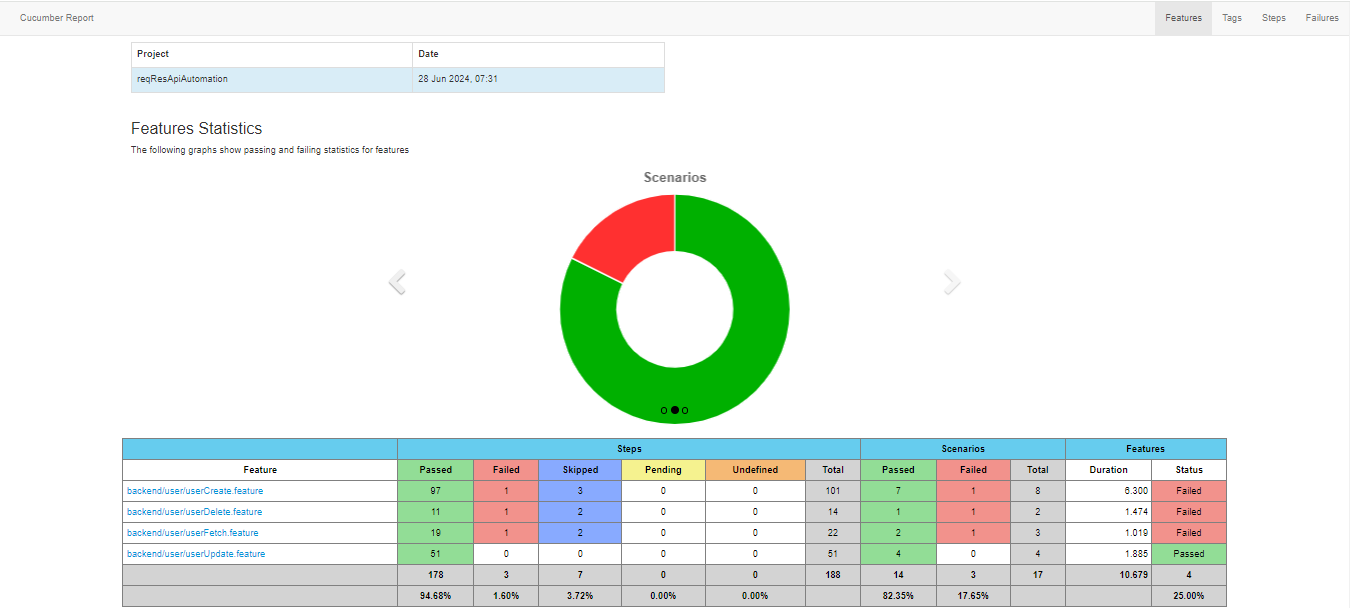 Cucumber Report Features Tags Steps Failures
Project Date
reqResApiAutomation 28 Jun 2024, 07:31
Features Statistics
The following graphs show passing and failing statistics for features
Scenarios
Steps Scenarios Features
Feature Passed Failed Skipped Pending Undefined Total Passed Failed Total Duration Status
backend/user/userCreate.feature 97 1 3 0 0 101 7 1 8 6.300 Failed
backend/user/userDelete.feature 11 1 2 0 0 14 1 1 2 1.474 Failed
backend/user/userFetch.feature 19 1 2 0 0 22 2 1 3 1.019 Failed
backend/user/userUpdate.feature 51 0 0 0 0 51 4 0 4 1.885 Passed
178 3 7 0 0 188 14 3 17 10.679 4
94.68% 1.60% 3.72% 0.00% 0.00% 82.35% 17.65% 25.00%